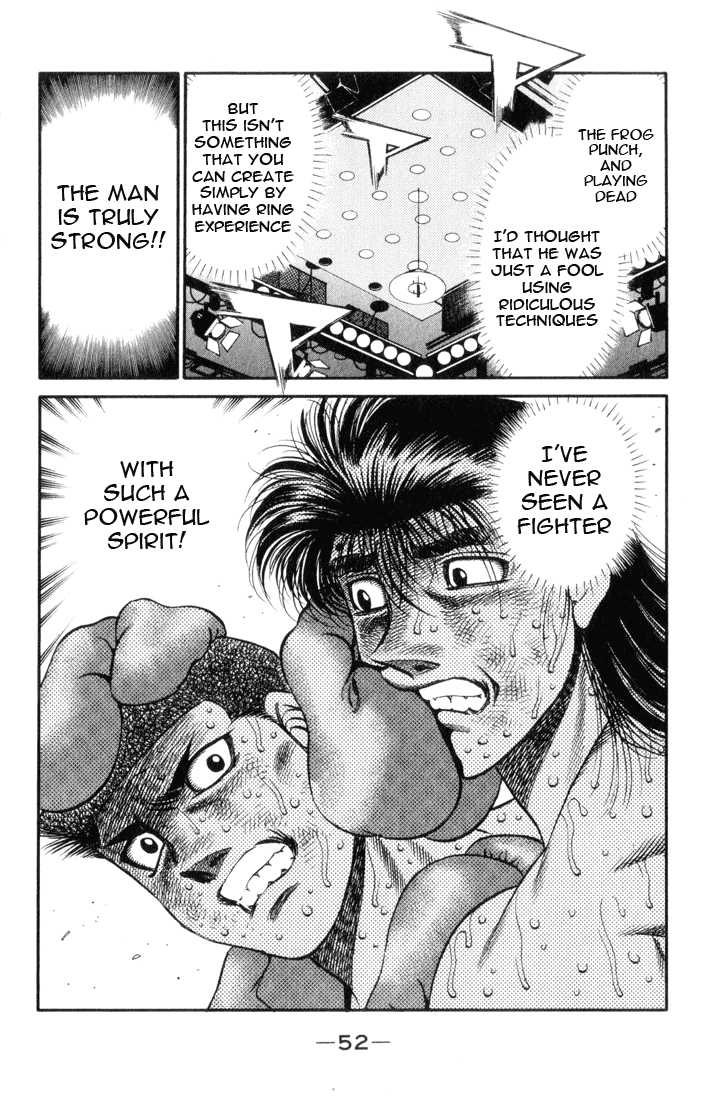 THE FROG
PUNCH,
AND
PLAYING
DEAD
I'D THOUGHT
THAT HE WAS
JUST A FOOL
USING
RIDICULOUS
TECHNIQUES
BUT
THIS ISN'T
SOMETHING
THAT YOU
CAN CREATE
SIMPLY BY
HAVING RING
EXPERIENCE
THE MAN
IS TRULY
STRONG!!
I'VE
NEVER
SEEN A
FIGHTER
WITH
SUCH A
POWERFUL
SPIRIT!
—52—